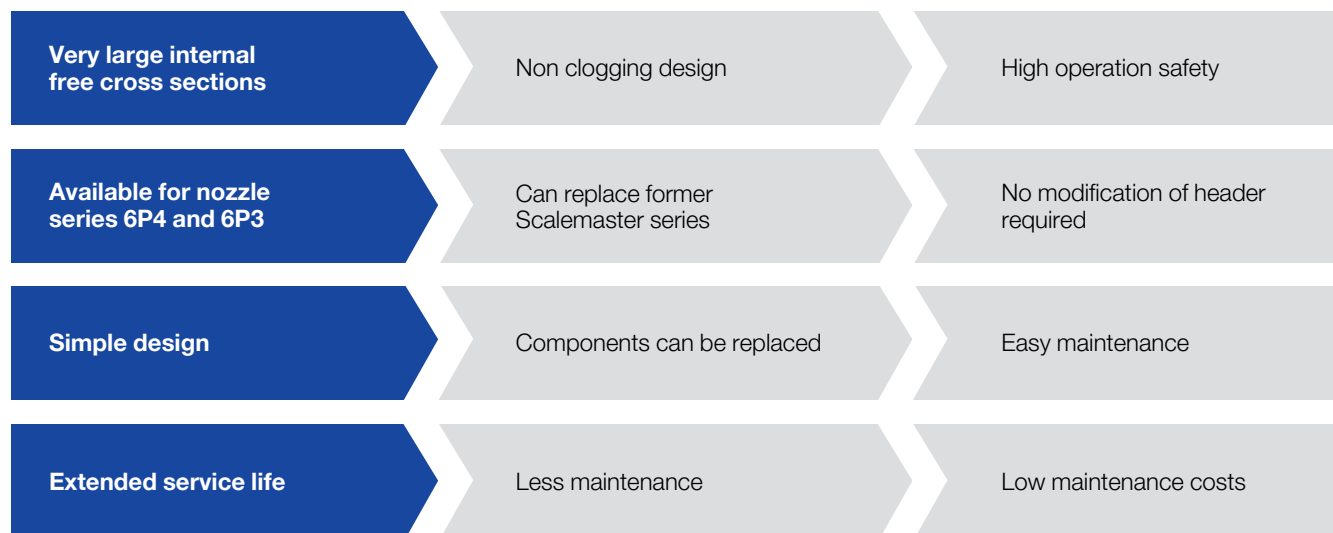 Very large internal
free cross sections
Non clogging design
High operation safety
Available for nozzle
series 6P4 and 6P3
Can replace former
Scalemaster series
No modification of header
required
Simple design
Components can be replaced
Easy maintenance
Extended service life
Less maintenance
Low maintenance costs